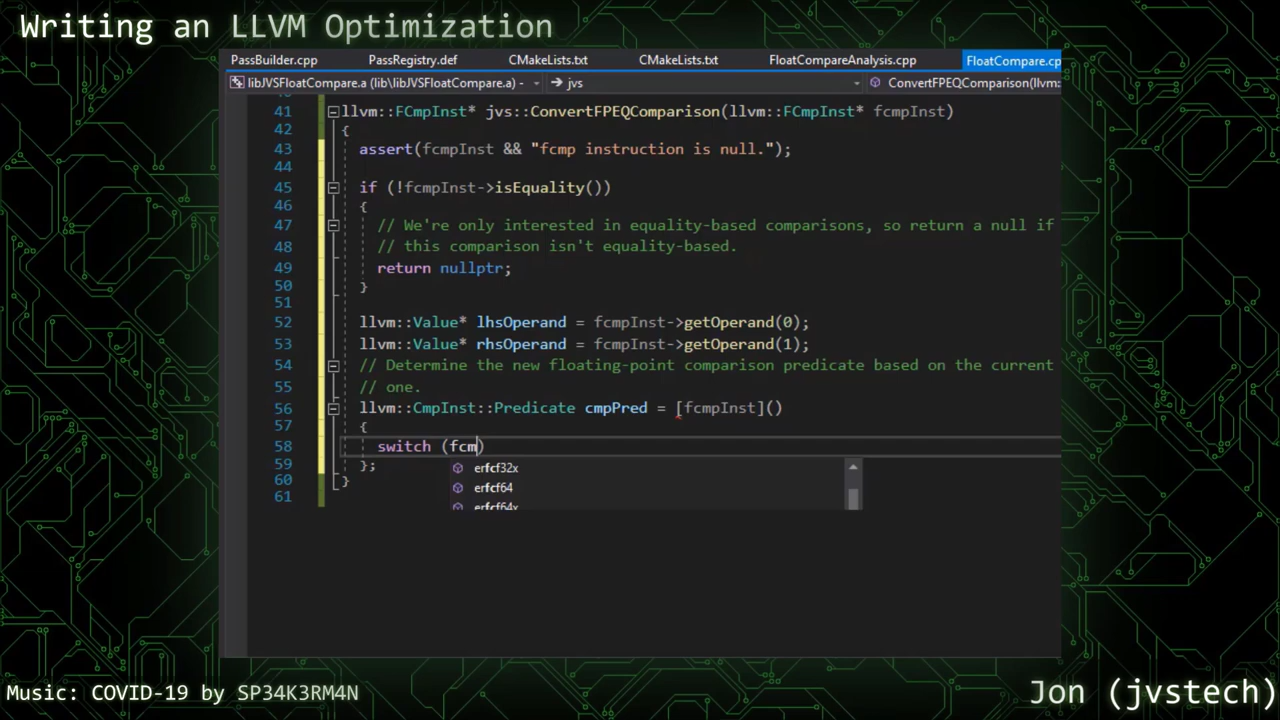 Writing an LLVM Optimization
PassBuilder.cpp PassRegistry.def CMakeLists.txt CMakeLists.txt FloatCompareAnalysis.cpp FloatCompare.cp
libJVSFloatCompare.a (lib\libJVSFloatCompare.a) - jvs ConvertFPEQComparison(llvm:
41 llvm::FCmpInst* jvs::ConvertFPEQComparison(llvm::FCmpInst* fcmpInst)
42 {
43 assert(fcmpInst && "fcmp instruction is null.");
44
45 if (!fcmpInst->isEquality())
46 {
47 // We're only interested in equality-based comparisons, so return a null if
48 // this comparison isn't equality-based.
49 return nullptr;
50 }
51
52 llvm::Value* lhsOperand = fcmpInst->getOperand(0);
53 llvm::Value* rhsOperand = fcmpInst->getOperand(1);
54 // Determine the new floating-point comparison predicate based on the current
55 // one.
56 llvm::CmpInst::Predicate cmpPred = [fcmpInst]()
57 {
58 switch (fcm)
erfcf32x
59 };
60 }
erfcf64
61
erfcf64x
Music: COVID-19 by SP34K3RM4N
Jon (jvstech)